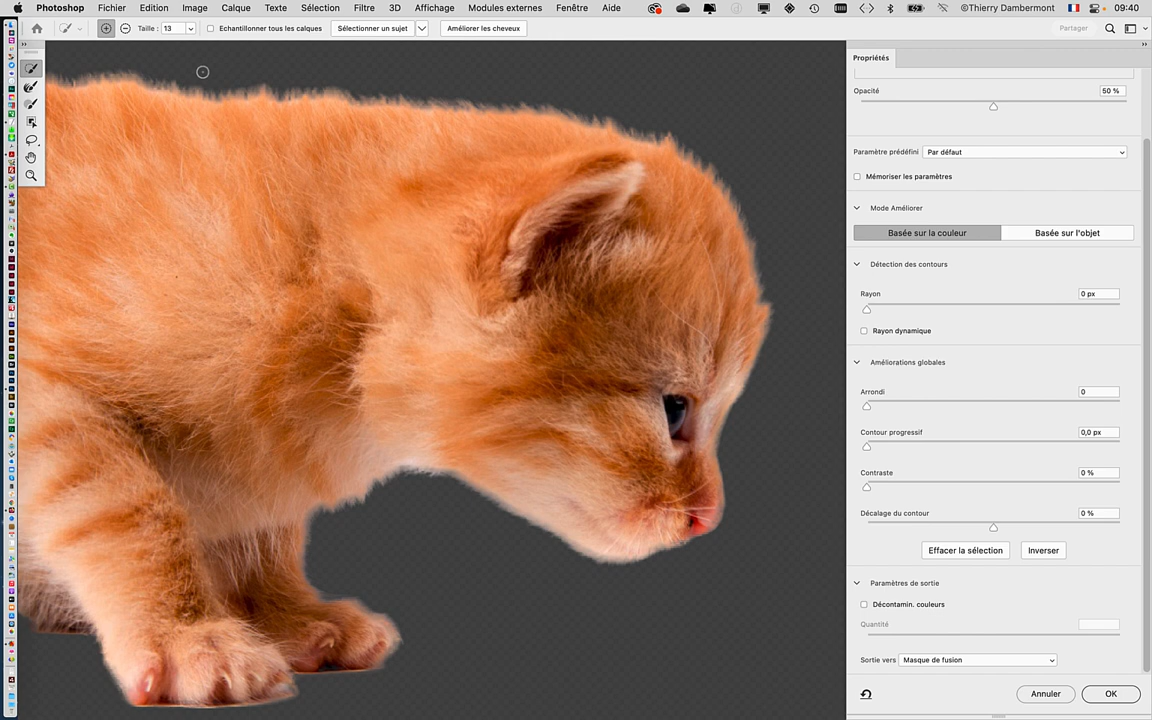 Photoshop Fichier Edition Image Calque Texte Sélection Filtre 3D Affichage Modules externes Fenêtre Aide ©Thierry Dambermont 09:40
Taille : 13 Echantillonner tous les calques Sélectionner un sujet Améliorer les cheveux Partager
Propriétés
Opacité 50 %
Paramètre prédéfini Par défaut
Mémoriser les paramètres
Mode Améliorer
Basée sur la couleur Basée sur l'objet
Détection des contours
Rayon 0 px
Rayon dynamique
Améliorations globales
Arrondi 0
Contour progressif 0,0 px
Contraste 0 %
Décalage du contour 0 %
Effacer la sélection Inverser
Paramètres de sortie
Décontamin. couleurs
Quantité
Sortie vers Masque de fusion
Annuler OK